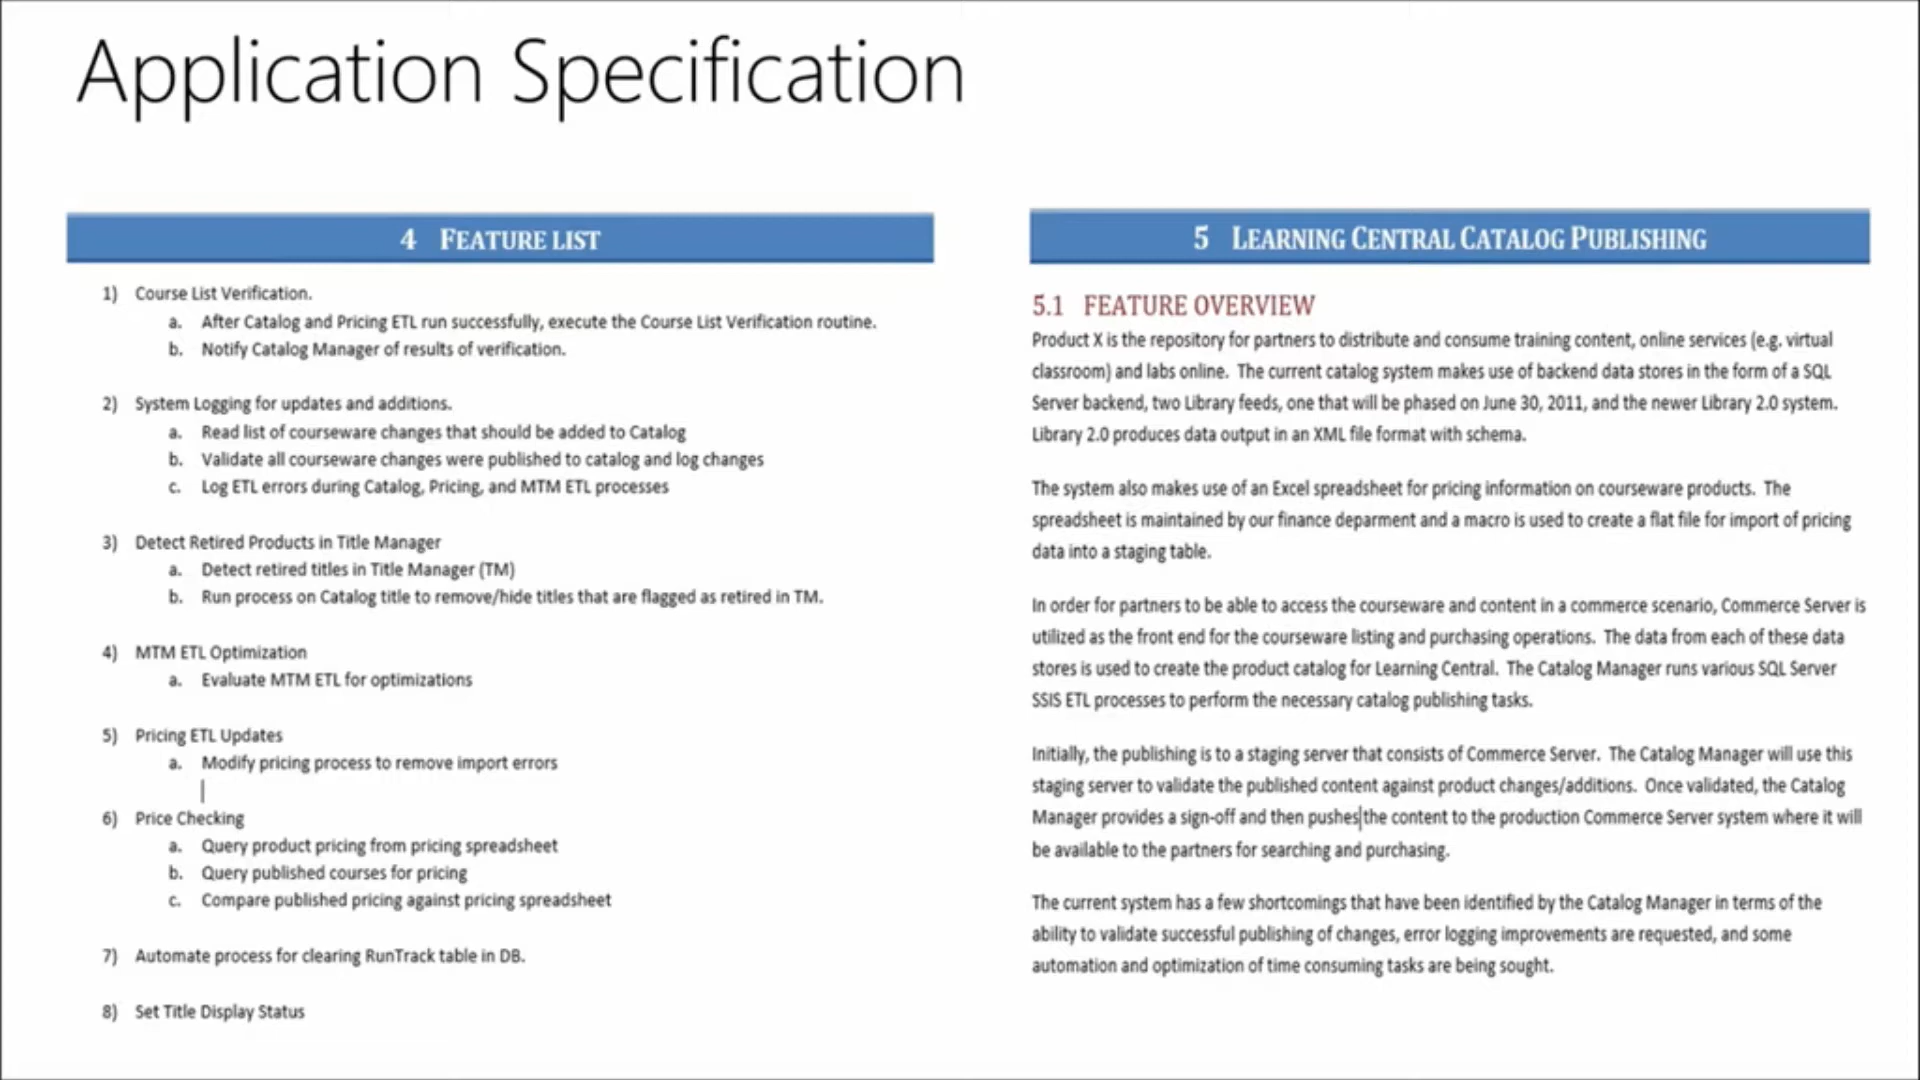 Application Specification
4 FEATURE LIST
1) Course List Verification.
a. After Catalog and Pricing ETL run successfully, execute the Course List Verification routine.
b. Notify Catalog Manager of results of verification.
2) System Logging for updates and additions.
a. Read list of courseware changes that should be added to Catalog
b. Validate all courseware changes were published to catalog and log changes
c. Log ETL errors during Catalog, Pricing, and MTM ETL processes
3) Detect Retired Products in Title Manager
a. Detect retired titles in Title Manager (TM)
b. Run process on Catalog title to remove/hide titles that are flagged as retired in TM.
4) MTM ETL Optimization
a. Evaluate MTM ETL for optimizations
5) Pricing ETL Updates
a. Modify pricing process to remove import errors
6) Price Checking
a. Query product pricing from pricing spreadsheet
b. Query published courses for pricing
c. Compare published pricing against pricing spreadsheet
7) Automate process for clearing RunTrack table in DB.
8) Set Title Display Status
5 LEARNING CENTRAL CATALOG PUBLISHING
5.1 FEATURE OVERVIEW
Product X is the repository for partners to distribute and consume training content, online services (e.g. virtual
classroom) and labs online. The current catalog system makes use of backend data stores in the form of a SQL
Server backend, two Library feeds, one that will be phased on June 30, 2011, and the newer Library 2.0 system.
Library 2.0 produces data output in an XML file format with schema.
The system also makes use of an Excel spreadsheet for pricing information on courseware products. The
spreadsheet is maintained by our finance deparment and a macro is used to create a flat file for import of pricing
data into a staging table.
In order for partners to be able to access the courseware and content in a commerce scenario, Commerce Server is
utilized as the front end for the courseware listing and purchasing operations. The data from each of these data
stores is used to create the product catalog for Learning Central. The Catalog Manager runs various SQL Server
SSIS ETL processes to perform the necessary catalog publishing tasks.
Initially, the publishing is to a staging server that consists of Commerce Server. The Catalog Manager will use this
staging server to validate the published content against product changes/additions. Once validated, the Catalog
Manager provides a sign-off and then pushes the content to the production Commerce Server system where it will
be available to the partners for searching and purchasing.
The current system has a few shortcomings that have been identified by the Catalog Manager in terms of the
ability to validate successful publishing of changes, error logging improvements are requested, and some
automation and optimization of time consuming tasks are being sought.